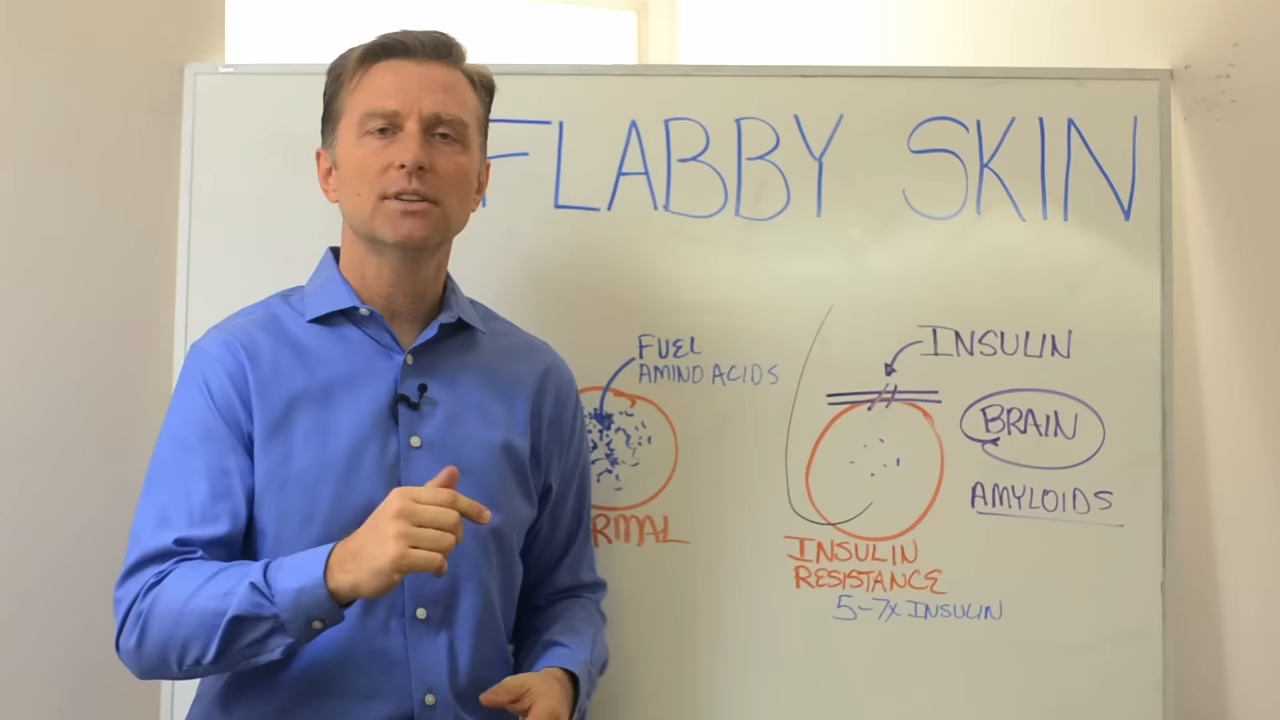 FLABBY SKIN
FUEL
AMINO ACIDS
RMAL
INSULIN
BRAIN
AMYLOIDS
INSULIN
RESISTANCE
5-7X INSULIN